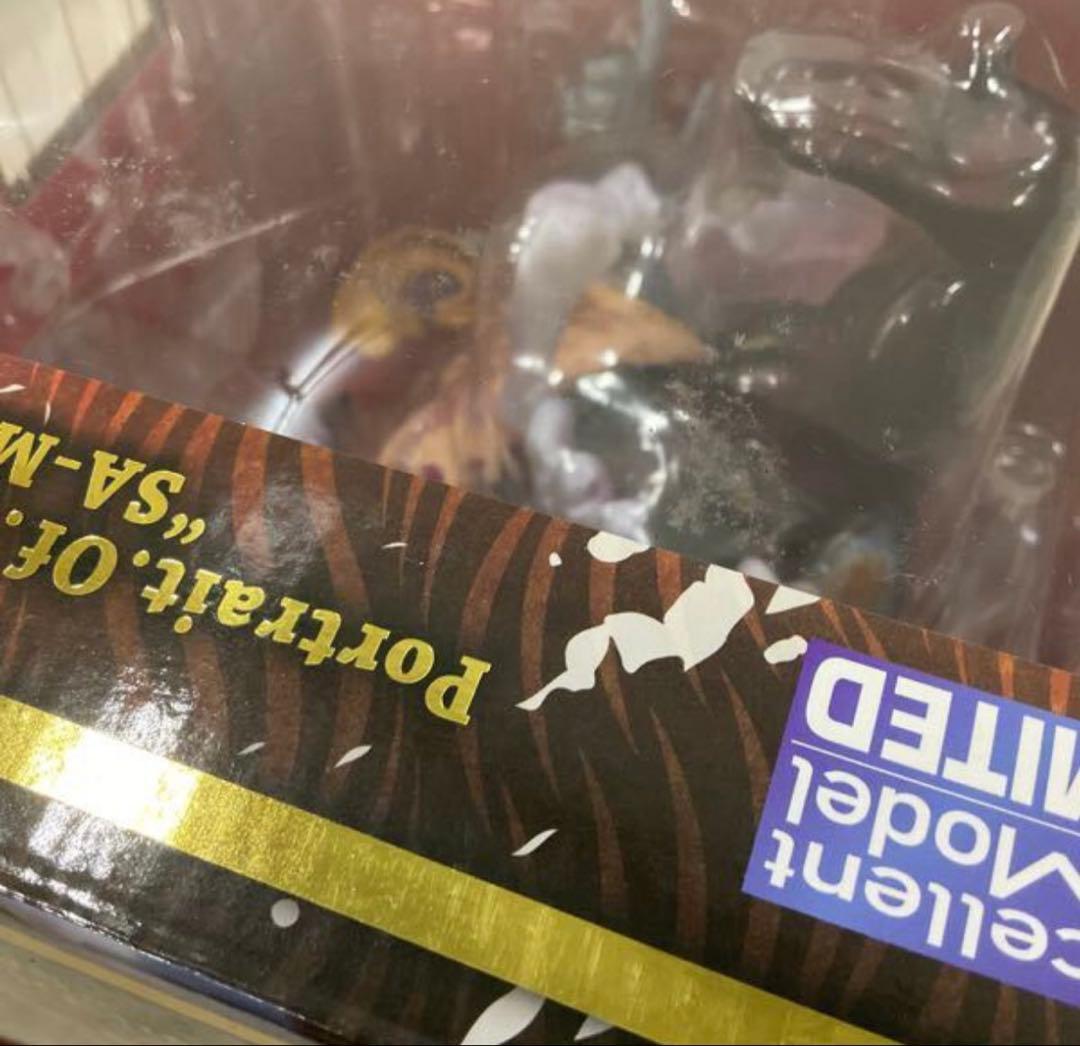 Portrait.Of.
"SA-M
cellent
Model
MITED